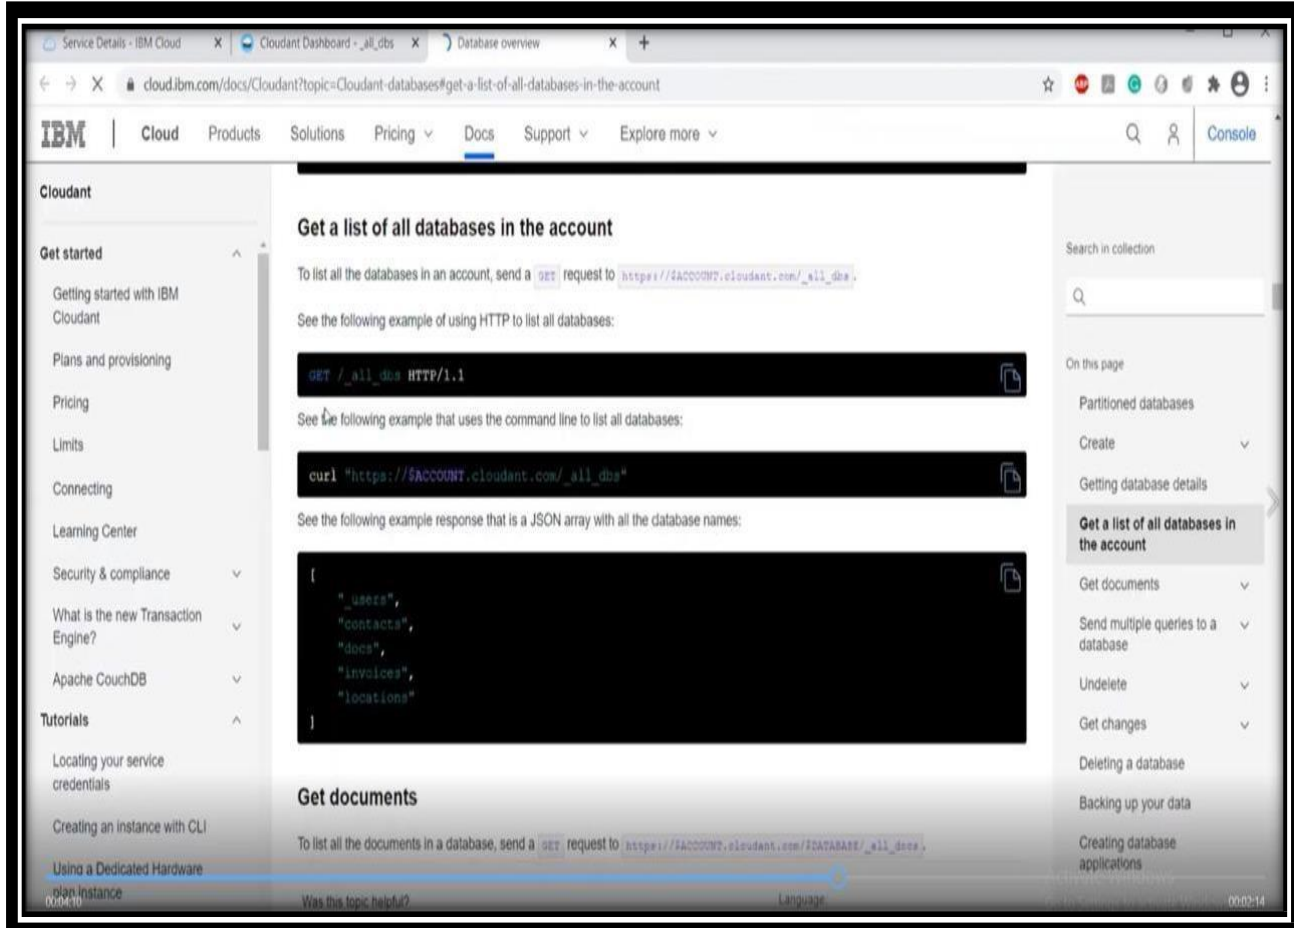 Service Details - IBM Cloud
Cloudant Dashboard - _all_dbs
Database overview
cloud.ibm.com/docs/Cloudant?topic=Cloudant-databases#get-a-list-of-all-databases-in-the-account
IBM
Cloud
Products
Solutions
Pricing
Docs
Support
Explore more
Console
Cloudant
Get started
Getting started with IBM
Cloudant
Plans and provisioning
Pricing
Limits
Connecting
Learning Center
Security & compliance
What is the new Transaction
Engine?
Apache CouchDB
Tutorials
Locating your service
credentials
Creating an instance with CLI
Using a Dedicated Hardware
plan instance
Get a list of all databases in the account
To list all the databases in an account, send a GET request to https://$ACCOUNT.cloudant.com/_all_dbs.
See the following example of using HTTP to list all databases:
GET /_all_dbs HTTP/1.1
See the following example that uses the command line to list all databases:
curl "https://$ACCOUNT.cloudant.com/_all_dbs"
See the following example response that is a JSON array with all the database names:
[
"_users",
"contacts",
"docs",
"invoices",
"locations"
]
Get documents
To list all the documents in a database, send a GET request to https://$ACCOUNT.cloudant.com/$DATABASE/_all_docs.
Was this topic helpful?
Language
Search in collection
On this page
Partitioned databases
Create
Getting database details
Get a list of all databases in
the account
Get documents
Send multiple queries to a
database
Undelete
Get changes
Deleting a database
Backing up your data
Creating database
applications
Activate Windows
00:04:10
00:02:14